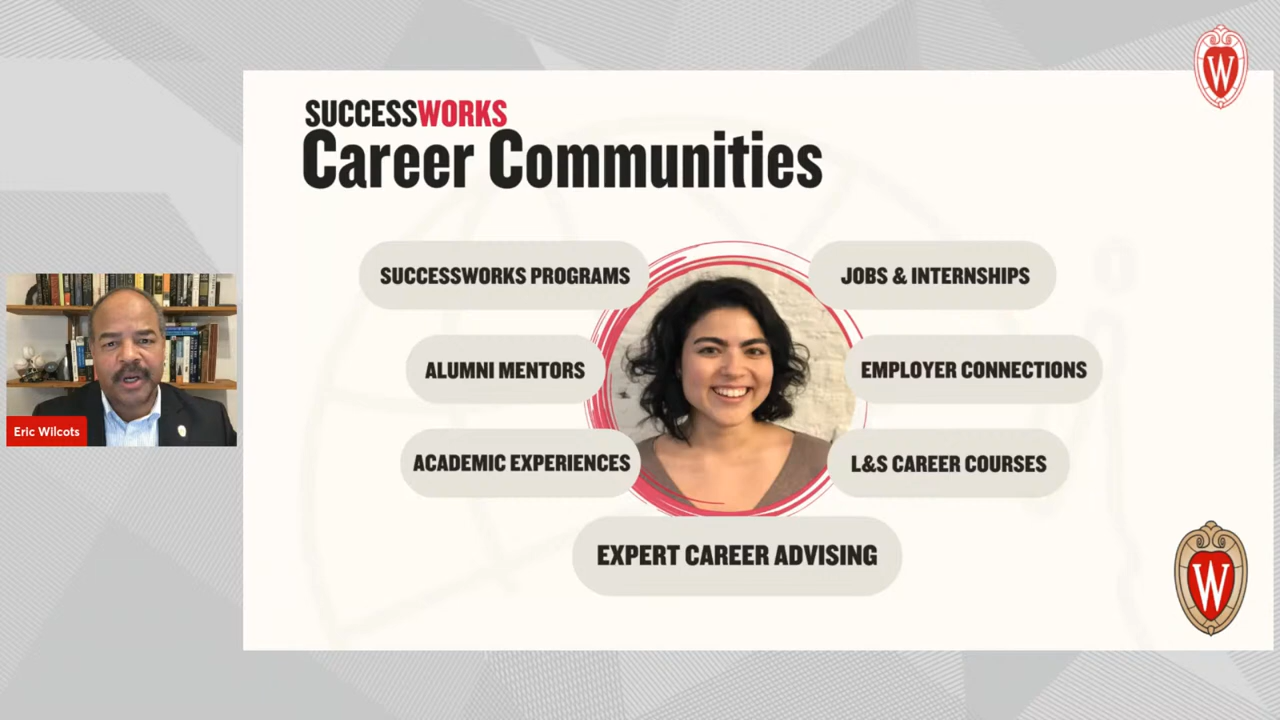 W
SUCCESSWORKS
Career Communities
SUCCESSWORKS PROGRAMS
JOBS & INTERNSHIPS
ALUMNI MENTORS
EMPLOYER CONNECTIONS
Eric Wilcots
ACADEMIC EXPERIENCES
L&S CAREER COURSES
EXPERT CAREER ADVISING
W